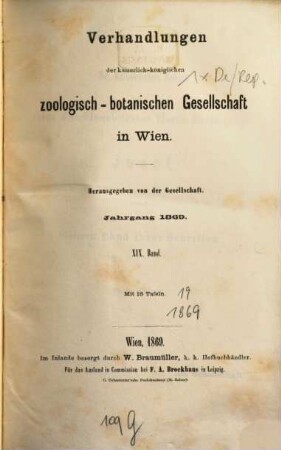 Verhandlungen
der kaiserlich-königlichen
zoologisch-botanischen Gesellschaft
in Wien.
Herausgegeben von der Gesellschaft.
Jahrgang 1869.
XIX. Band.
Mit 18 Tafeln.
19
1869
Wien, 1869.
Im Inlande besorgt durch W. Braumüller, k. k. Hofbuchhändler.
Für das Ausland in Commission bei F. A. Brockhaus in Leipzig.
109 g